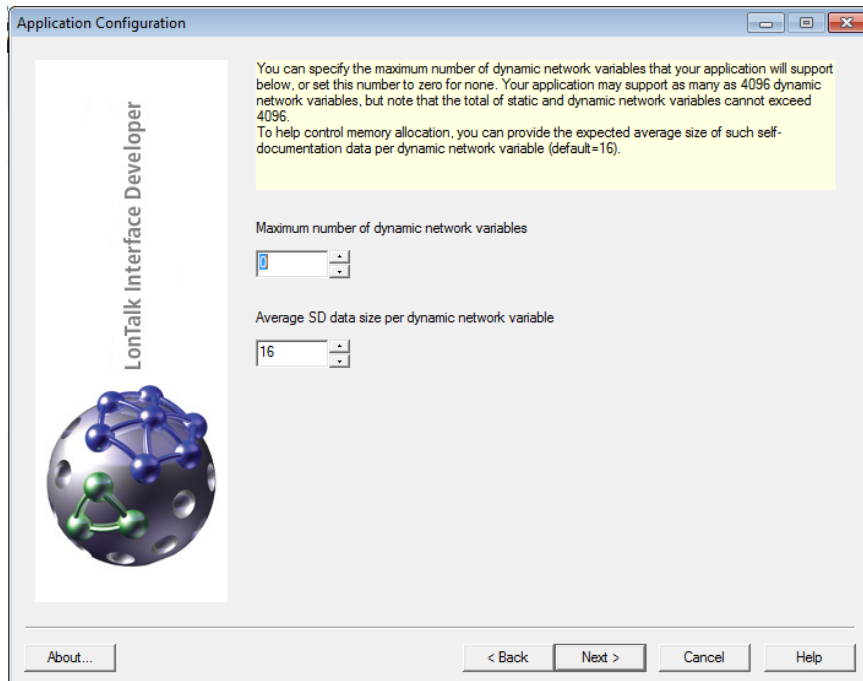 Application Configuration
You can specify the maximum number of dynamic network variables that your application will support
below, or set this number to zero for none. Your application may support as many as 4096 dynamic
network variables, but note that the total of static and dynamic network variables cannot exceed
4096.
To help control memory allocation, you can provide the expected average size of such self-
documentation data per dynamic network variable (default=16).
LonTalk Interface Developer
Maximum number of dynamic network variables
0
Average SD data size per dynamic network variable
16
About...
< Back
Next >
Cancel
Help